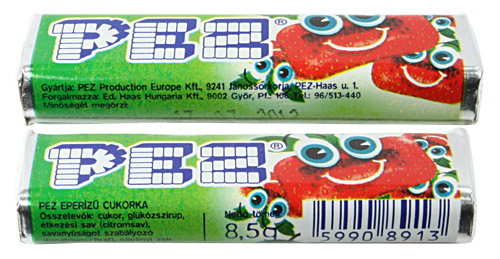 PEZ®
Gyártja: PEZ Production Europe Kft., 9241 Jánossomorja, PEZ-Haas u. 1.
Forgalmazza: Ed. Haas Hungaria Kft., 9002 Győr, Pf.: 106 Tel.: 96/513-440
Minőségét megőrzi:
PEZ®
PEZ EPERÍZŰ CUKORKA
Összetevők: cukor, glükózszirup,
étkezési sav (citromsav),
savanyúságot szabályozó
Nettó tömeg:
8,5g
5990 8913